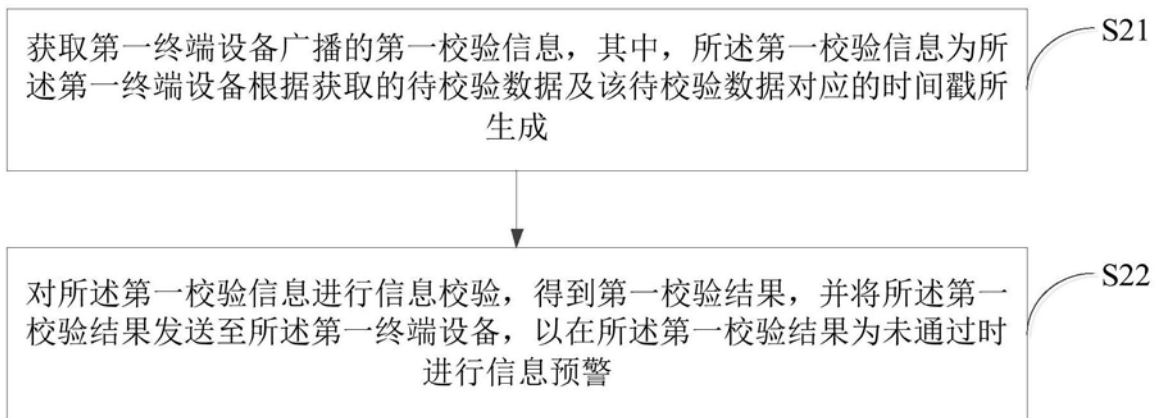 获取第一终端设备广播的第一校验信息，其中，所述第一校验信息为所
述第一终端设备根据获取的待校验数据及该待校验数据对应的时间戳所
生成
S21
对所述第一校验信息进行信息校验，得到第一校验结果，并将所述第一
校验结果发送至所述第一终端设备，以在所述第一校验结果为未通过时
进行信息预警
S22